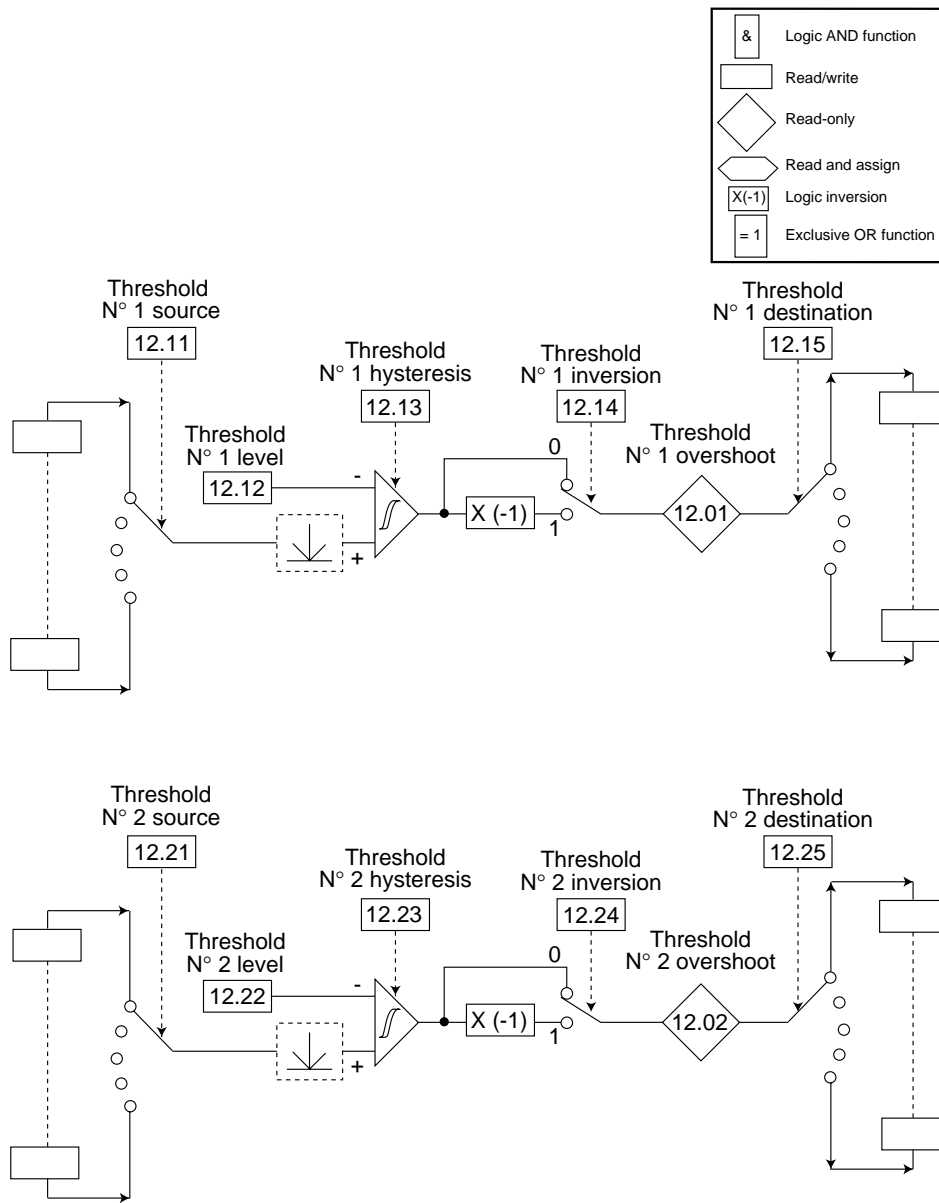 & Logic AND function
Read/write
Read-only
Read and assign
X(-1) Logic inversion
= 1 Exclusive OR function
Threshold
N° 1 source
12.11
Threshold
N° 1 hysteresis
12.13
Threshold
N° 1 inversion
12.14
Threshold
N° 1 destination
12.15
Threshold
N° 1 level
12.12
-
+
X (-1)
0
1
Threshold
N° 1 overshoot
12.01
Threshold
N° 2 source
12.21
Threshold
N° 2 hysteresis
12.23
Threshold
N° 2 inversion
12.24
Threshold
N° 2 destination
12.25
Threshold
N° 2 level
12.22
-
+
X (-1)
0
1
Threshold
N° 2 overshoot
12.02